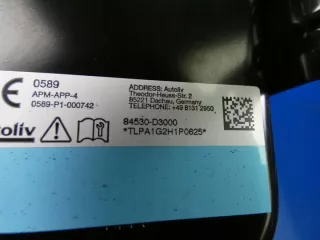 CE 0589
APM-APP-4
0589-P1-000742
ADDRESS: Autoliv
Theodor-Heuss-Str. 2
85221 Dachau, Germany
TELEPHONE: +49 8131 2950
84530-D3000
*TLPA1G2H1P0625*